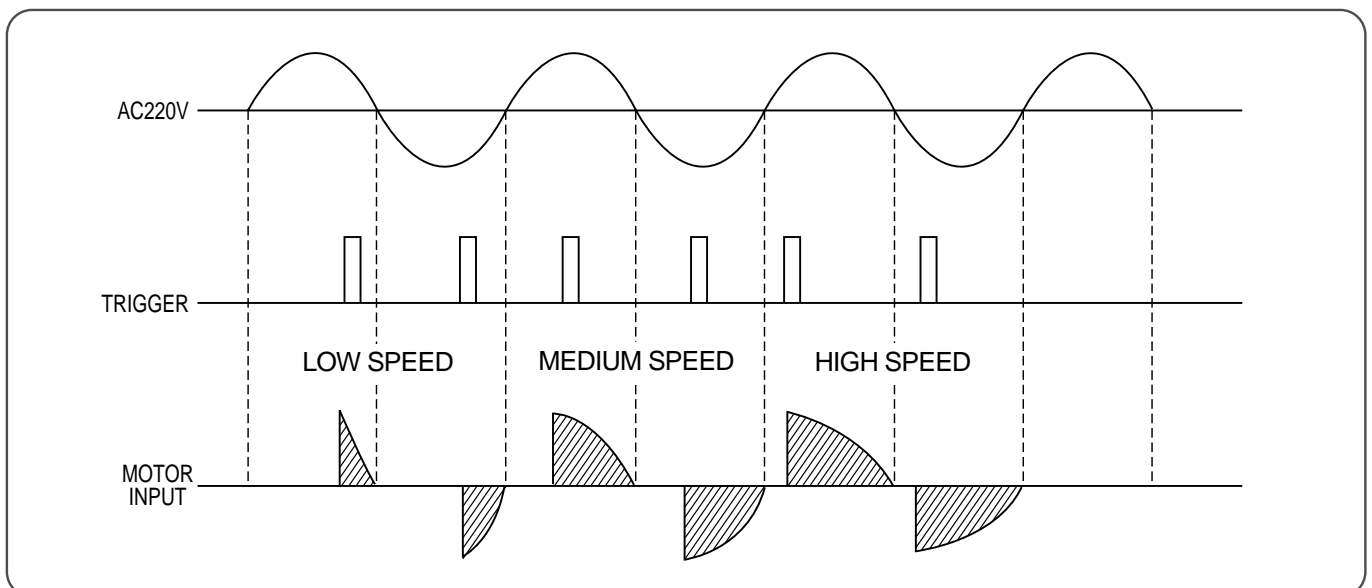 AC220V
TRIGGER
LOW SPEED
MEDIUM SPEED
HIGH SPEED
MOTOR
INPUT